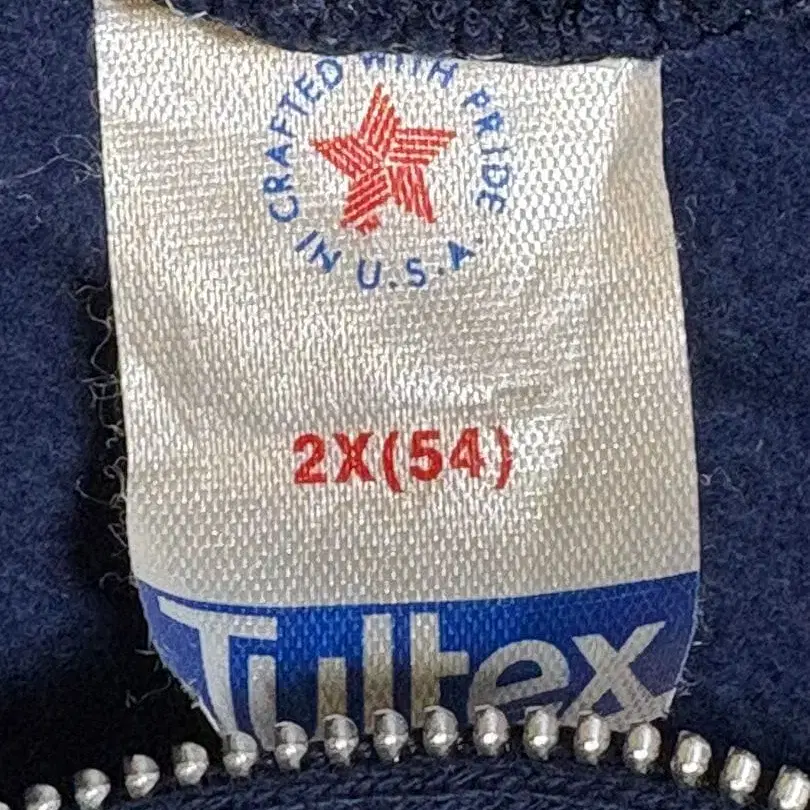 CRAFTED WITH PRIDE
IN U.S.A.
2X(54)
Tultex